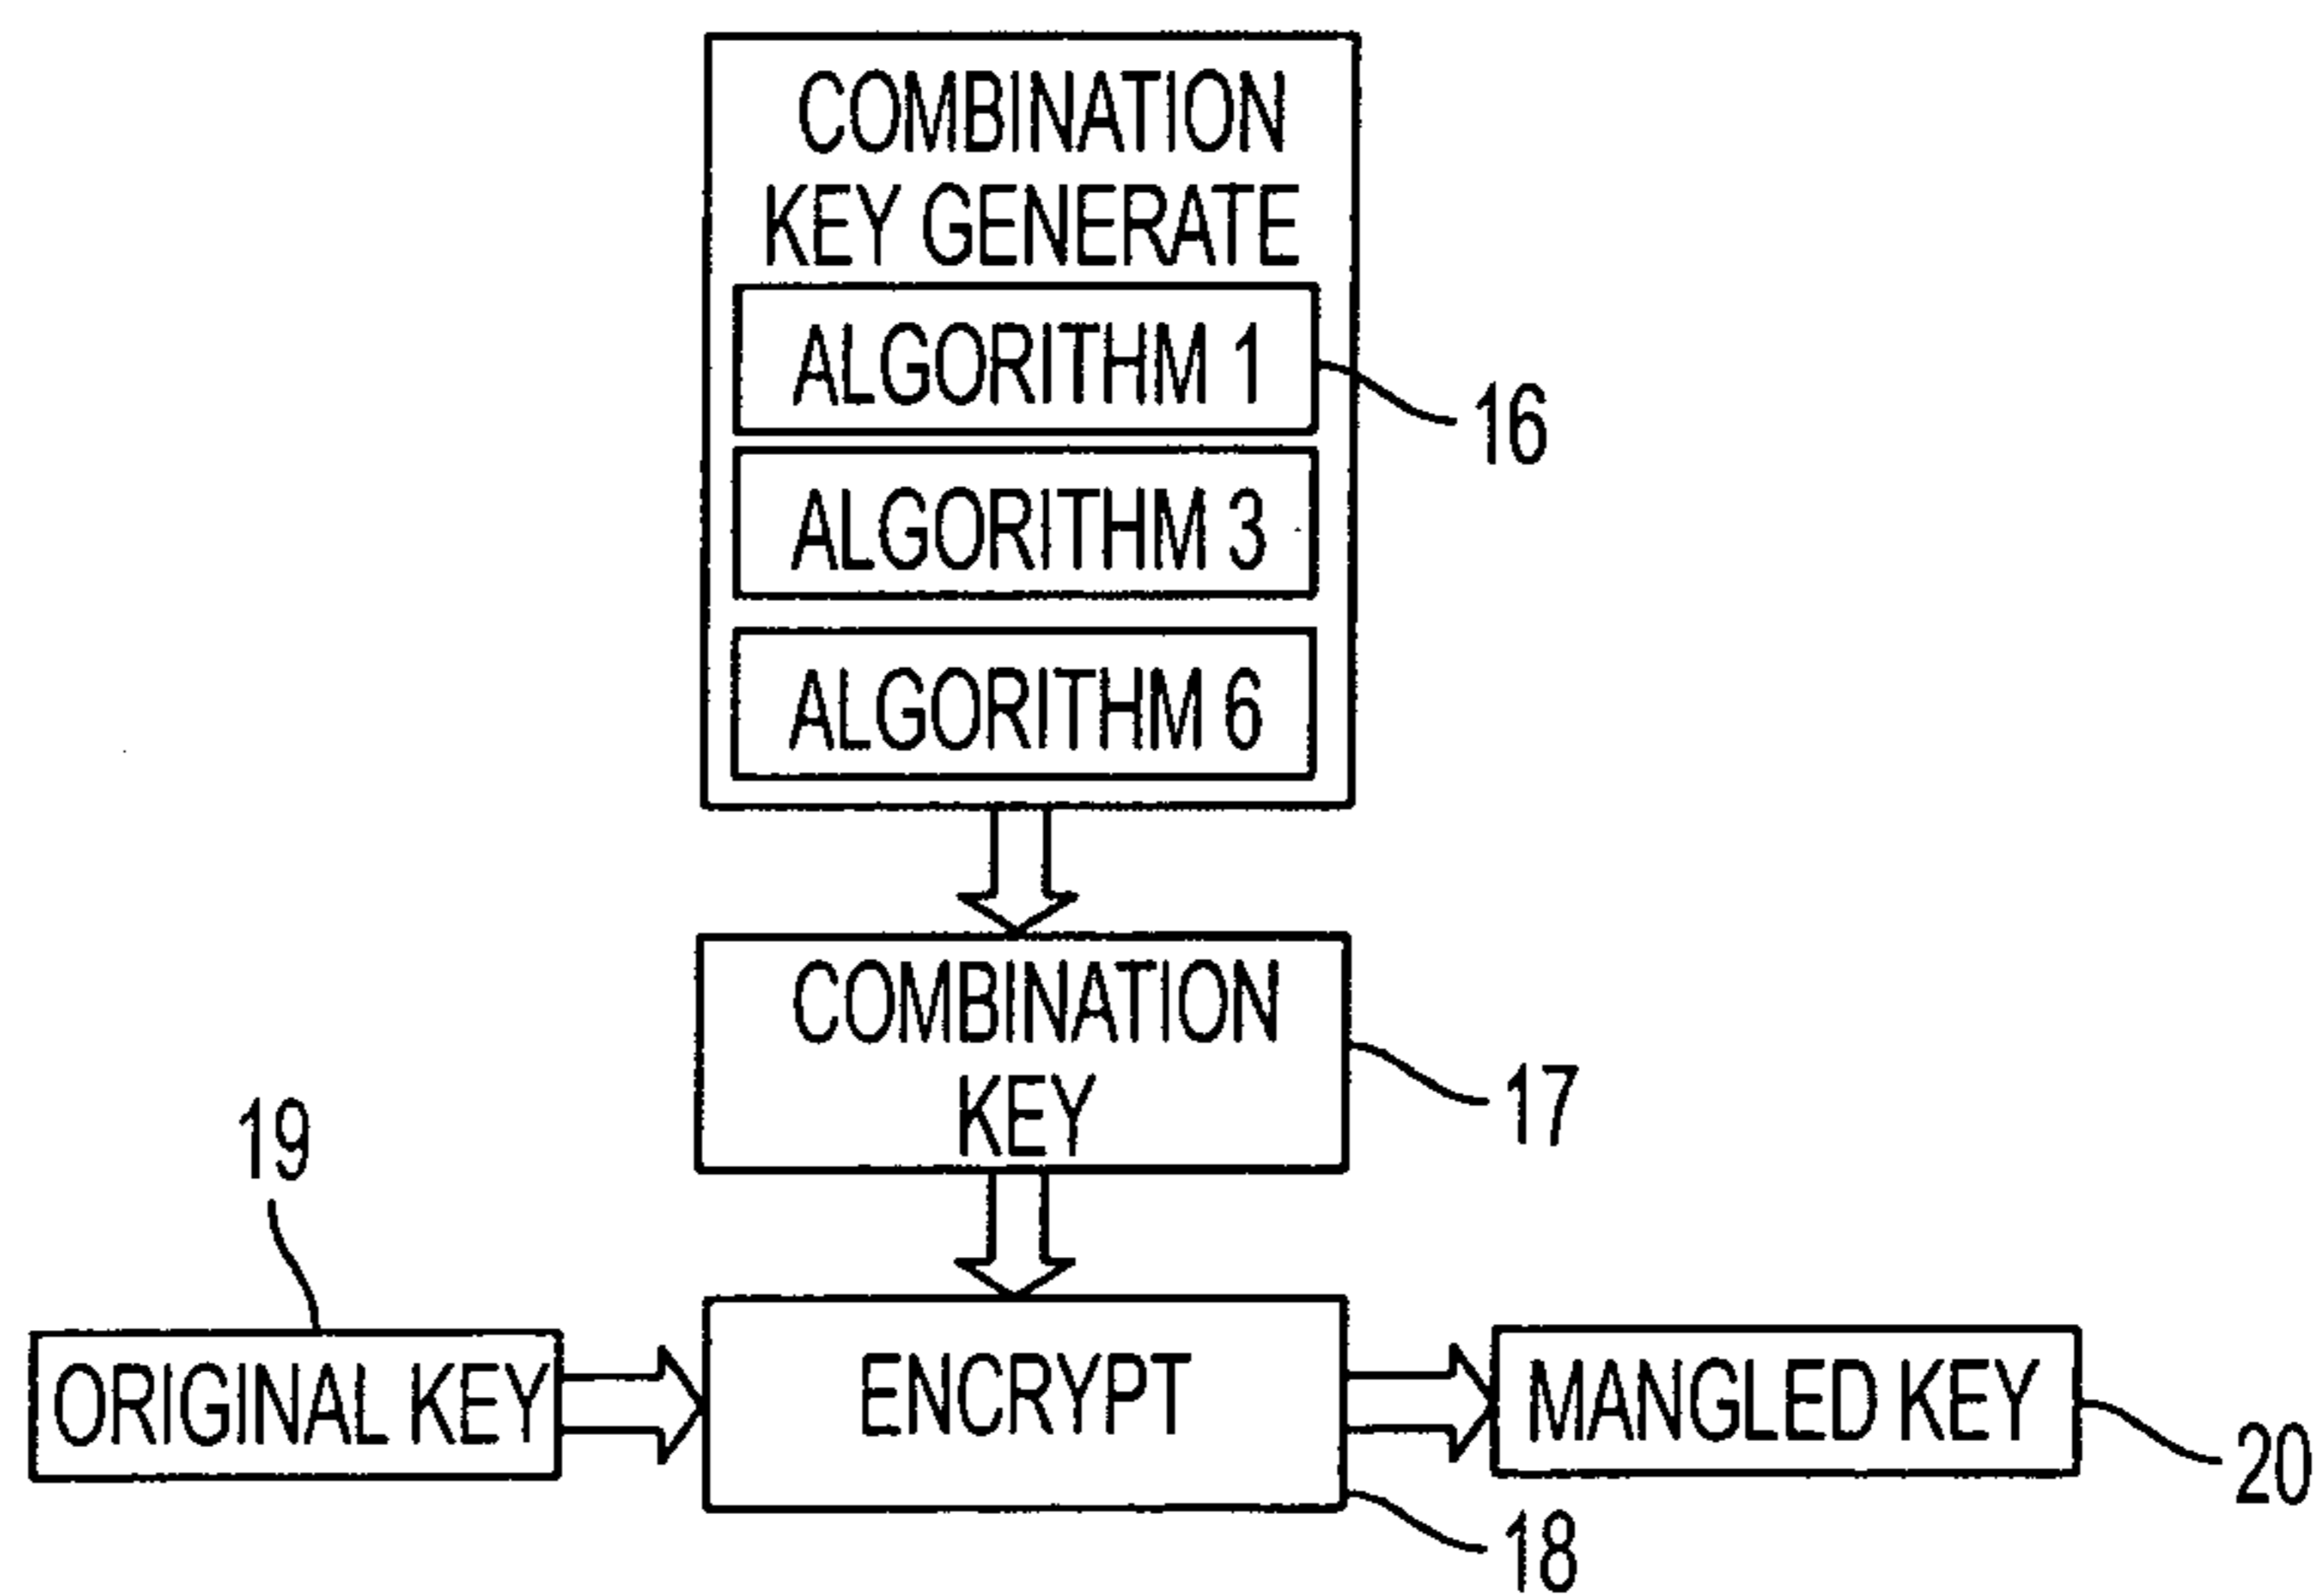 COMBINATION
KEY GENERATE
ALGORITHM 1
16
ALGORITHM 3
ALGORITHM 6
COMBINATION
KEY
17
19
ORIGINAL KEY
ENCRYPT
MANGLED KEY
20
18